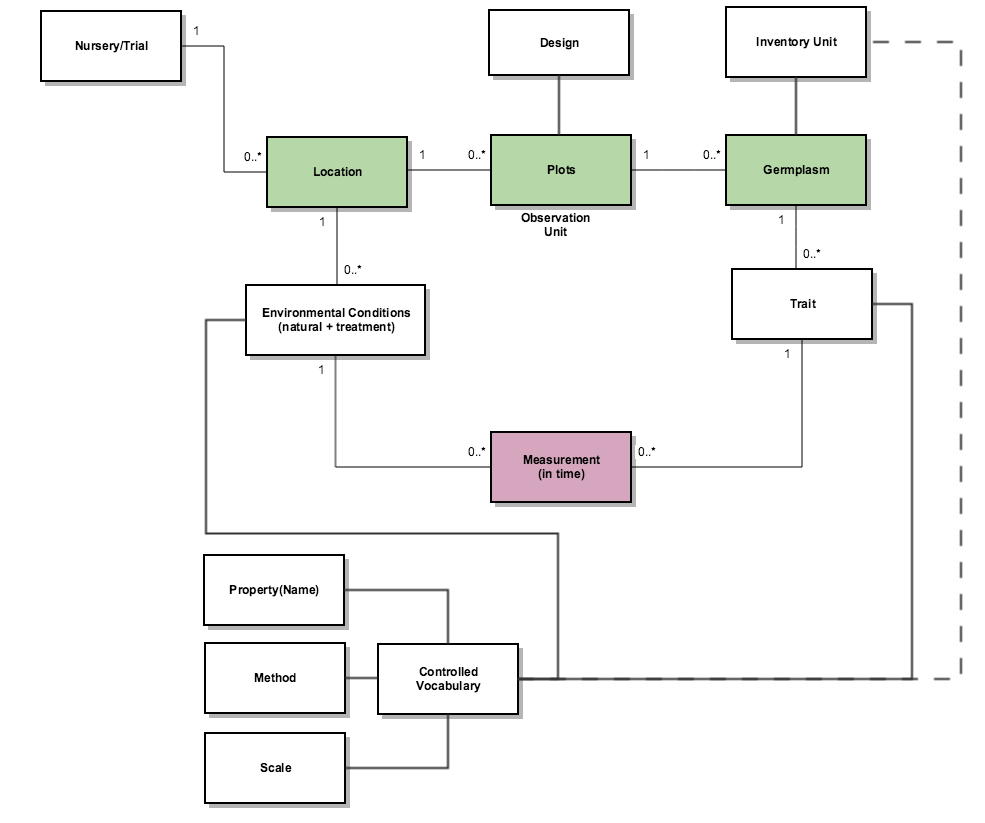 Nursery/Trial
1
Design
Inventory Unit
0..*
Location
1
0..*
Plots
1
0..*
Germplasm
Observation
Unit
1
0..*
1
0..*
Environmental Conditions
(natural + treatment)
Trait
1
1
0..*
Measurement
(in time)
0..*
Property(Name)
Method
Controlled
Vocabulary
Scale